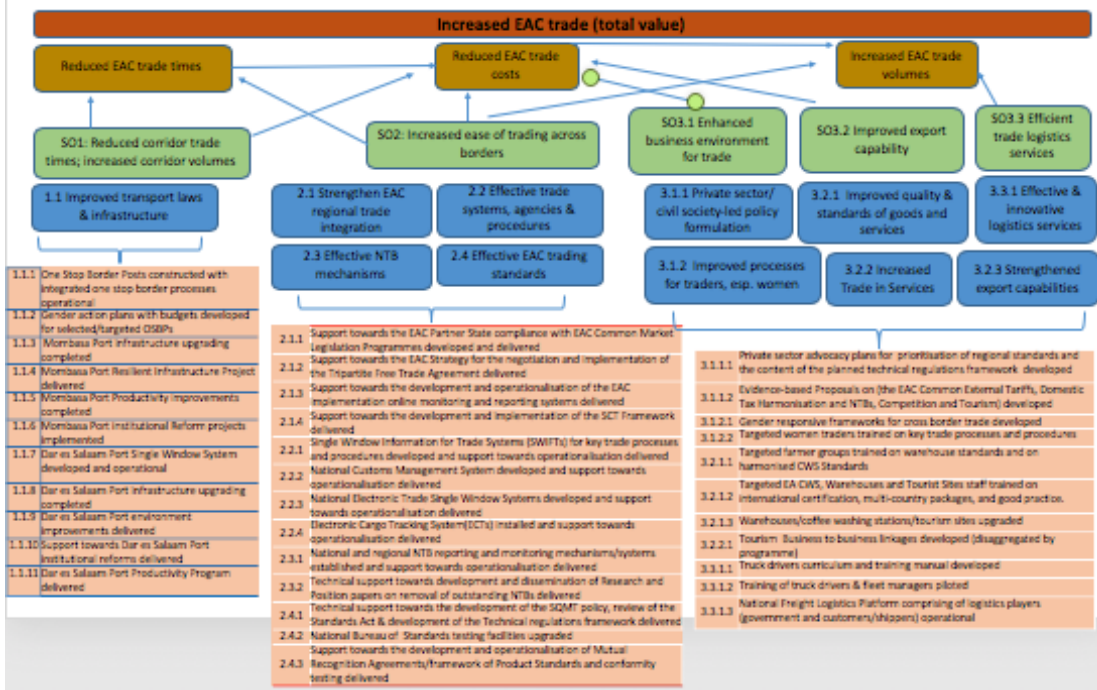 Increased EAC trade (total value)
Reduced EAC trade times
Reduced EAC trade
costs
Increased EAC trade
volumes
SO1: Reduced corridor trade
times; increased corridor volumes
SO2: Increased ease of trading across
borders
SO3.1 Enhanced
business environment
for trade
SO3.2 Improved export
capability
SO3.3 Efficient
trade logistics
services
1.1 Improved transport laws
& infrastructure
2.1 Strengthen EAC
regional trade
integration
2.2 Effective trade
systems, agencies &
procedures
2.3 Effective NTB
mechanisms
2.4 Effective EAC trading
standards
3.1.1 Private sector/
civil society-led policy
formulation
3.2.1 Improved quality &
standards of goods and
services
3.3.1 Effective &
innovative
logistics services
3.1.2 Improved processes
for traders, esp. women
3.2.2 Increased
Trade in Services
3.2.3 Strengthened
export capabilities
1.1.1 One Stop Border Posts constructed with
integrated one stop border processes
operational
1.1.2 Gender action plans with budgets developed
for selected/targeted OSBPs
1.1.3 Mombasa Port Infrastructure upgrading
completed
1.1.4 Mombasa Port Resilient Infrastructure Project
delivered
1.1.5 Mombasa Port Productivity improvements
completed
1.1.6 Mombasa Port Institutional Reform projects
implemented
1.1.7 Dar es Salaam Port Single Window System
developed and operational
1.1.8 Dar es Salaam Port Infrastructure upgrading
completed
1.1.9 Dar es Salaam Port environment
improvements delivered
1.1.10 Support towards Dar es Salaam Port
institutional reforms delivered
1.1.11 Dar es Salaam Port Productivity Program
delivered
2.1.1 Support towards the EAC Partner State compliance with EAC Common Market
Legislation Programmes developed and delivered
2.1.2 Support towards the EAC Strategy for the negotiation and implementation of
the Tripartite Free Trade Agreement delivered
2.1.3 Support towards the development and operationalisation of the EAC
implementation online monitoring and reporting systems delivered
2.1.4 Support towards the development and implementation of the SCT Framework
delivered
2.2.1 Single Window Information for Trade Systems (SWIFTs) for key trade processes
and procedures developed and support towards operationalisation delivered
2.2.2 National Customs Management System developed and support towards
operationalisation delivered
2.2.3 National Electronic Trade Single Window Systems developed and support
towards operationalisation delivered
2.2.4 Electronic Cargo Tracking System(ECTs) installed and support towards
operationalisation delivered
2.3.1 National and regional NTB reporting and monitoring mechanisms/systems
established and support towards operationalisation delivered
2.3.2 Technical support towards development and dissemination of Research and
Position papers on removal of outstanding NTBs delivered
2.4.1 Technical support towards the development of the SQMT policy, review of the
Standards Act & development of the Technical regulations framework delivered
2.4.2 National Bureau of Standards testing facilities upgraded
2.4.3 Support towards the development and operationalisation of Mutual
Recognition Agreements/framework of Product Standards and conformity
testing delivered
3.1.1.1 Private sector advocacy plans for prioritisation of regional standards and
the content of the planned technical regulations framework developed
3.1.1.2 Evidence-based Proposals on (the EAC Common External Tariffs, Domestic
Tax Harmonisation and NTBs, Competition and Tourism) developed
3.1.2.1 Gender responsive frameworks for cross border trade developed
3.1.2.2 Targeted women traders trained on key trade processes and procedures
3.2.1.1 Targeted farmer groups trained on warehouse standards and on
harmonised CWS Standards
3.2.1.2 Targeted EA CWS, Warehouses and Tourist Sites staff trained on
international certification, multi-country packages, and good practice.
3.2.1.3 Warehouses/coffee washing stations/tourism sites upgraded
3.2.2.1 Tourism Business to business linkages developed (disaggregated by
programme)
3.3.1.1 Truck drivers curriculum and training manual developed
3.3.1.2 Training of truck drivers & fleet managers piloted
3.3.1.3 National Freight Logistics Platform comprising of logistics players
(government and customers/shippers) operational